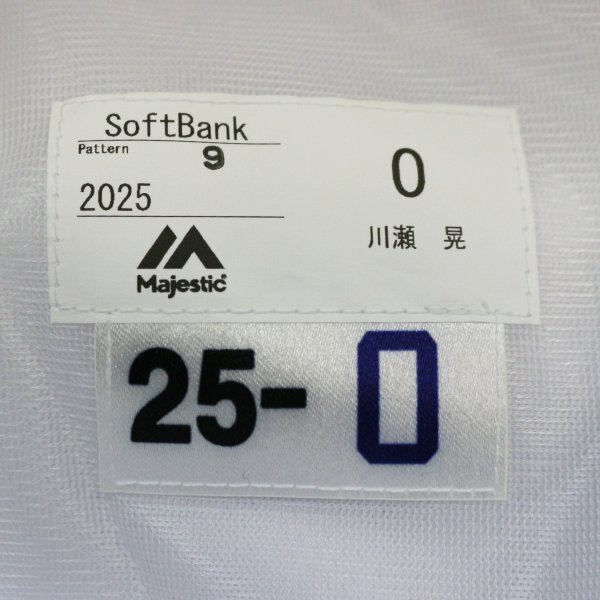 SoftBank
Pattern 9
2025
Majestic®
0
川瀬 晃
25-0